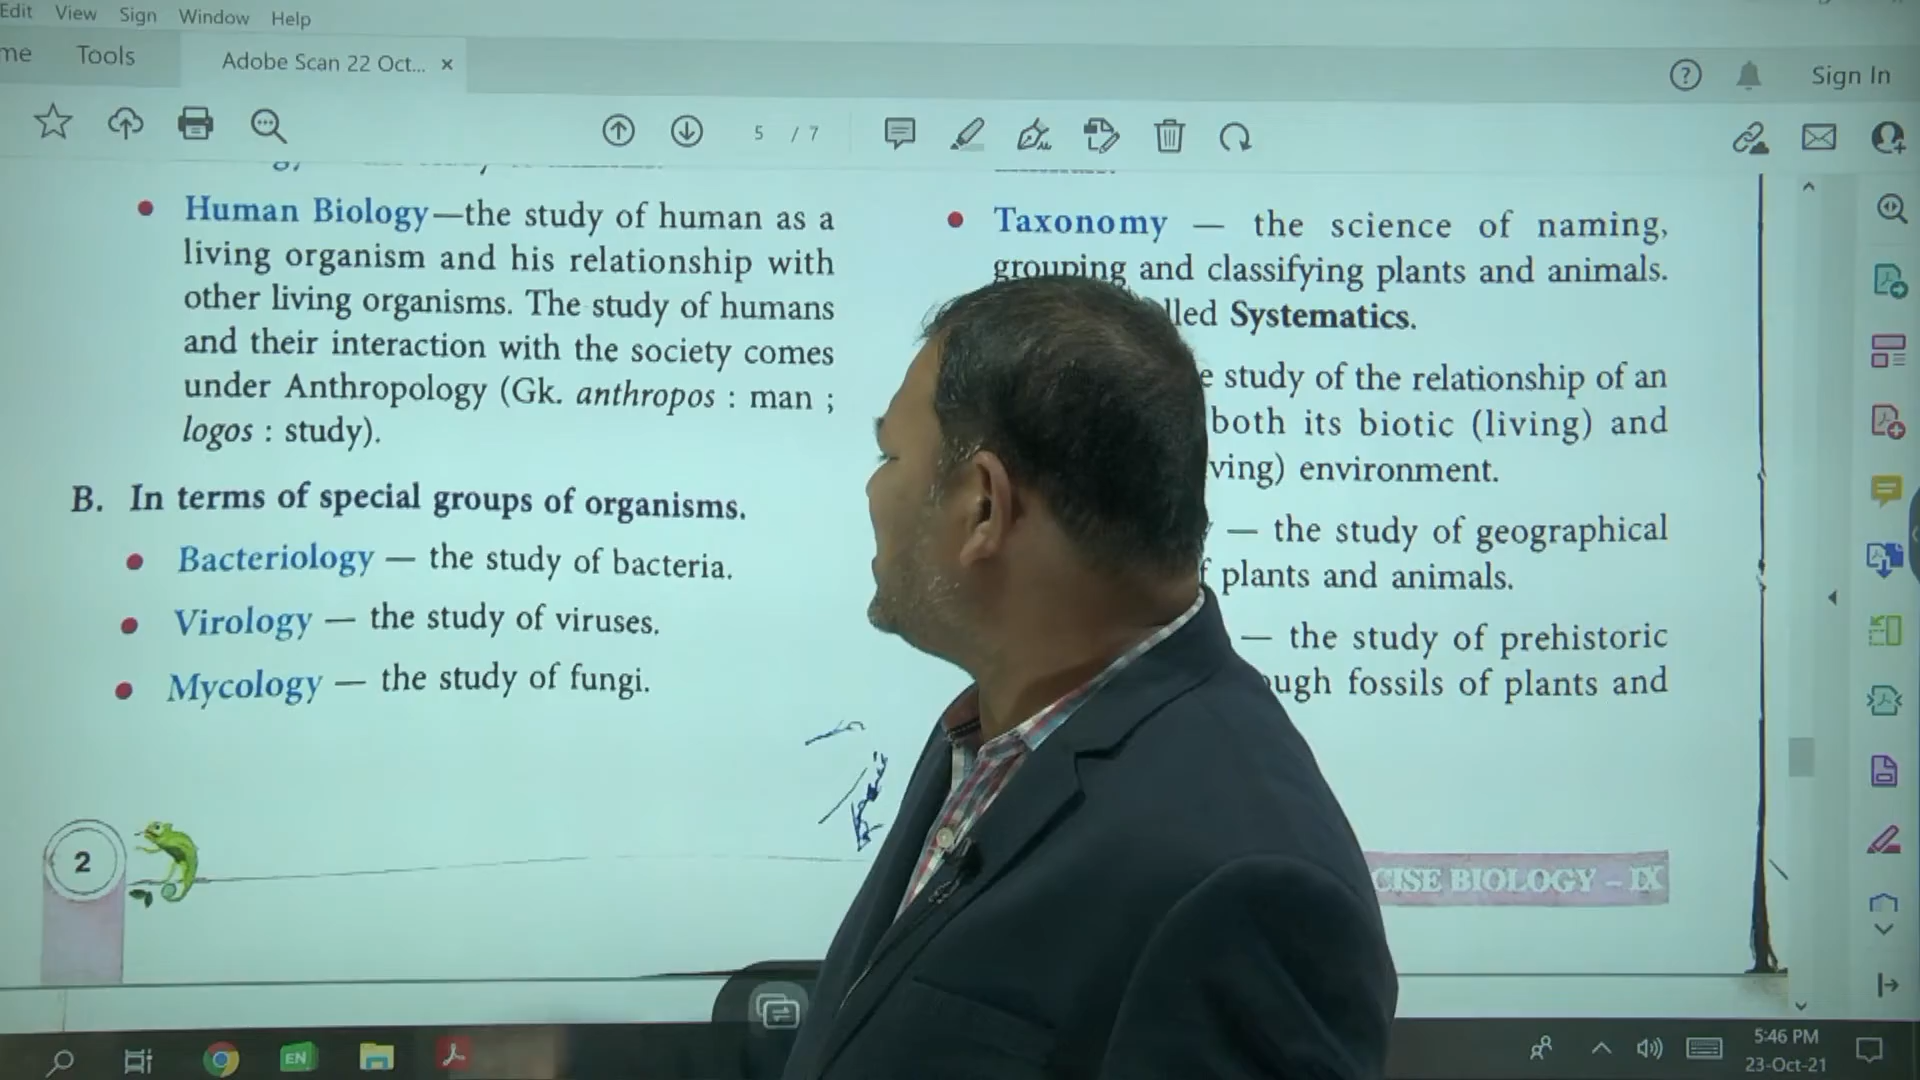 Edit View Sign Window Help
me Tools Adobe Scan 22 Oct... ×
Sign In
5 / 7
• Human Biology—the study of human as a
living organism and his relationship with
other living organisms. The study of humans
and their interaction with the society comes
under Anthropology (Gk. anthropos : man ;
logos : study).
B. In terms of special groups of organisms.
• Bacteriology — the study of bacteria.
• Virology — the study of viruses.
• Mycology — the study of fungi.
2
• Taxonomy — the science of naming,
grouping and classifying plants and animals.
lled Systematics.
e study of the relationship of an
both its biotic (living) and
ving) environment.
— the study of geographical
f plants and animals.
— the study of prehistoric
ough fossils of plants and
CISE BIOLOGY – IX
EN
5:46 PM
23-Oct-21